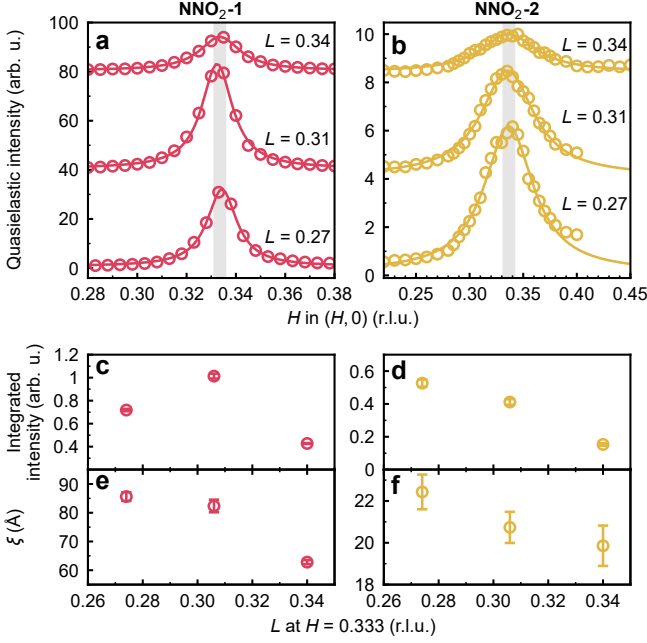 NNO₂-1
NNO₂-2
a
b
L = 0.34
L = 0.31
L = 0.27
L = 0.34
L = 0.31
L = 0.27
Quasielastic intensity (arb. u.)
100
80
60
40
20
0
10
8
6
4
2
0
0.28 0.30 0.32 0.34 0.36 0.38
0.25 0.30 0.35 0.40 0.45
H in (H, 0) (r.l.u.)
c
d
Integrated
intensity (arb. u.)
1.2
1
0.8
0.6
0.4
0.6
0.4
0.2
0
e
f
ξ (Å)
90
80
70
60
22
20
18
0.26 0.28 0.30 0.32 0.34
0.26 0.28 0.30 0.32 0.34
L at H = 0.333 (r.l.u.)